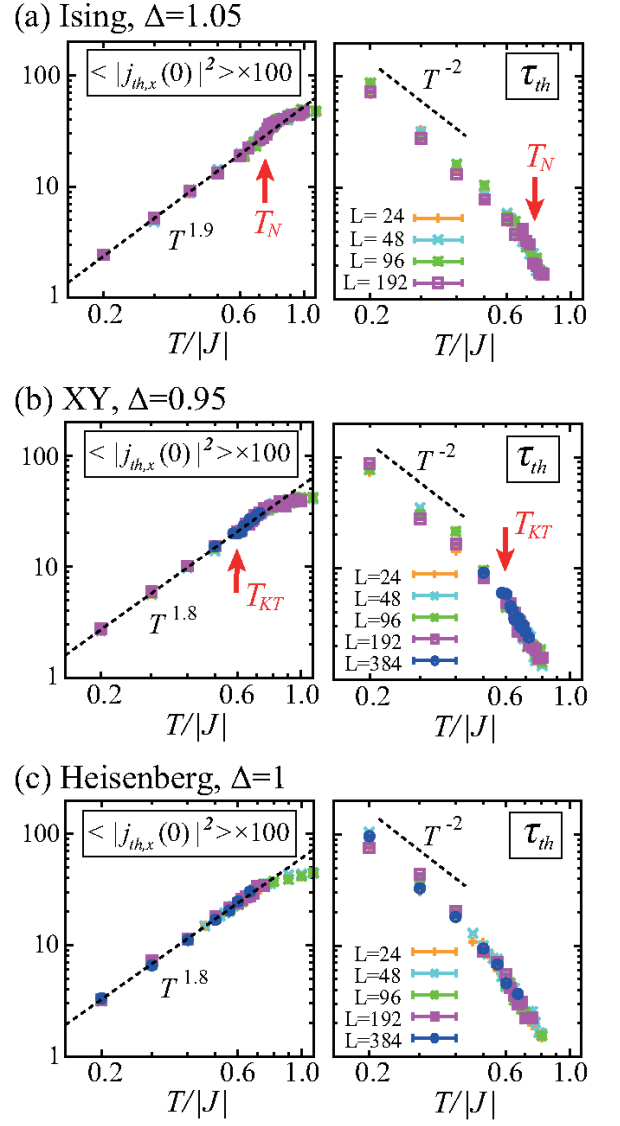 (a) Ising, Δ=1.05
< |j_{th,x}(0)|² >×100
100
10
1
T^{1.9}
T_N
0.2
0.6
1.0
T/|J|
τ_{th}
T^{-2}
T_N
L= 24
L= 48
L= 96
L= 192
0.2
0.6
1.0
T/|J|
(b) XY, Δ=0.95
< |j_{th,x}(0)|² >×100
100
10
1
T^{1.8}
T_{KT}
0.2
0.6
1.0
T/|J|
τ_{th}
T^{-2}
T_{KT}
L=24
L=48
L=96
L=192
L=384
0.2
0.6
1.0
T/|J|
(c) Heisenberg, Δ=1
< |j_{th,x}(0)|² >×100
100
10
1
T^{1.8}
0.2
0.6
1.0
T/|J|
τ_{th}
T^{-2}
L=24
L=48
L=96
L=192
L=384
0.2
0.6
1.0
T/|J|